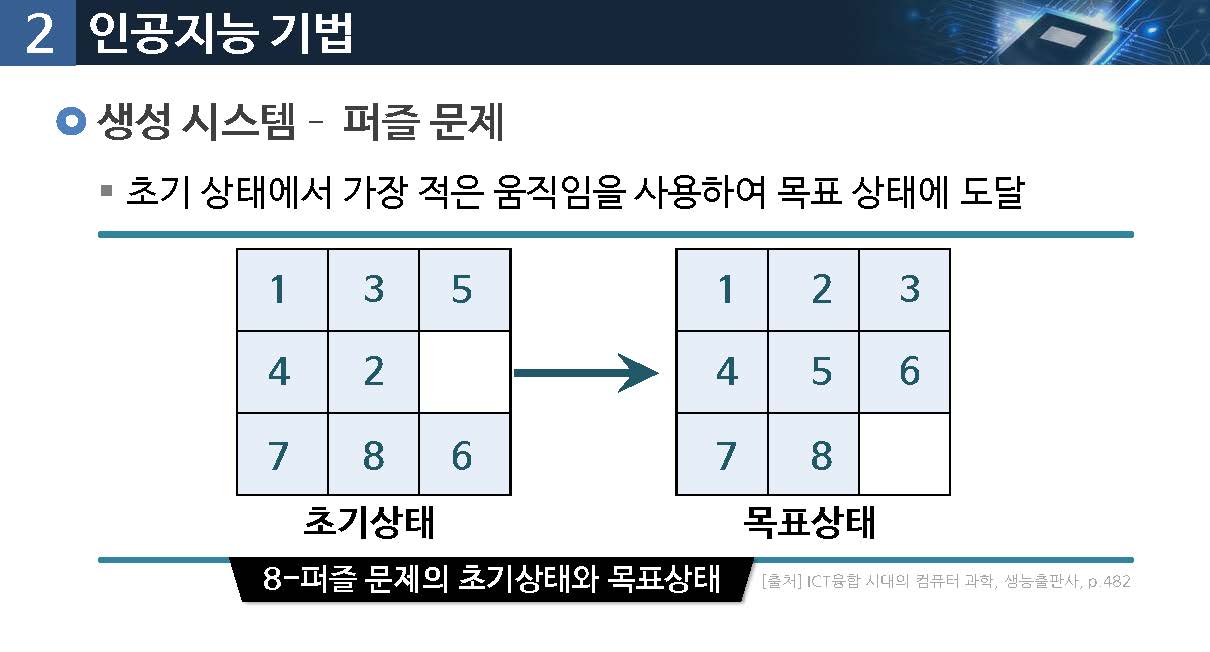 2 인공지능 기법
생성 시스템 - 퍼즐 문제
초기 상태에서 가장 적은 움직임을 사용하여 목표 상태에 도달
1 3 5
4 2
7 8 6
초기상태
1 2 3
4 5 6
7 8
목표상태
8-퍼즐 문제의 초기상태와 목표상태
[출처] ICT융합 시대의 컴퓨터 과학, 생능출판사, p.482